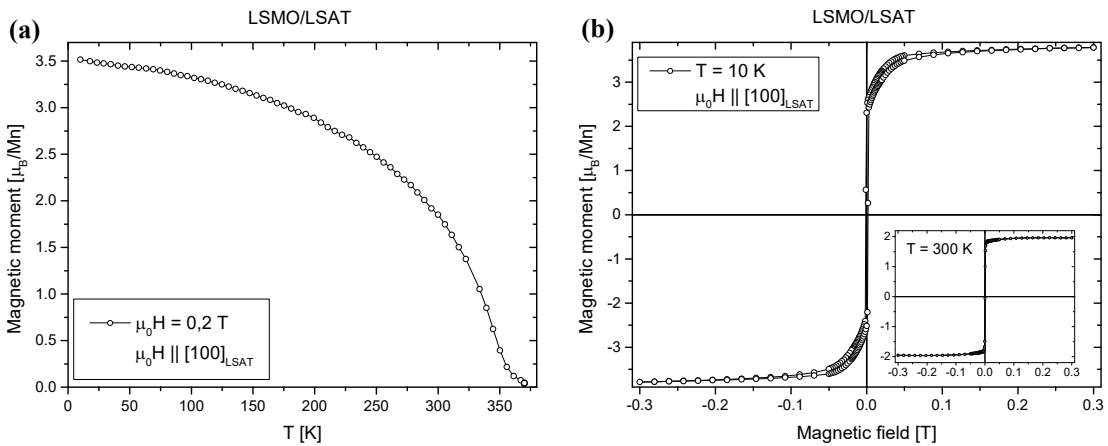 LSMO/LSAT
(a)
3.5
3.0
2.5
2.0
1.5
1.0
0.5
0.0
Magnetic moment [μ_B/Mn]
μ₀H = 0,2 T
μ₀H || [100]_LSAT
0 50 100 150 200 250 300 350
T [K]
LSMO/LSAT
(b)
3
2
1
0
-1
-2
-3
Magnetic moment [μ_B/Mn]
T = 10 K
μ₀H || [100]_LSAT
T = 300 K
2
1
0
-1
-2
-0.3 -0.2 -0.1 0.0 0.1 0.2 0.3
-0.3 -0.2 -0.1 0.0 0.1 0.2 0.3
Magnetic field [T]